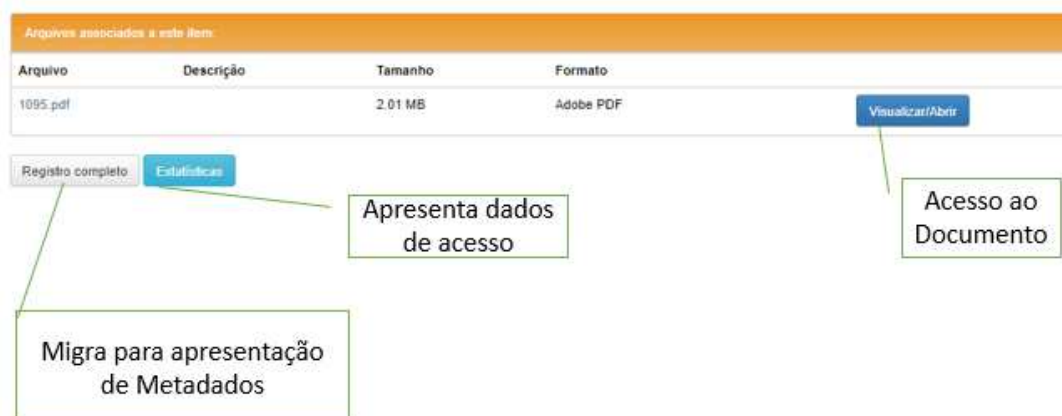 Arquivos associados a este item:
Arquivo Descrição Tamanho Formato
1095.pdf 2.01 MB Adobe PDF Visualizar/Abrir
Registro completo Estatísticas
Apresenta dados
de acesso
Acesso ao
Documento
Migra para apresentação
de Metadados